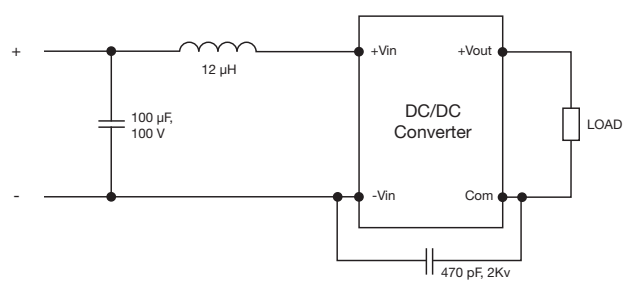 +
12 µH
+Vin
+Vout
100 µF,
100 V
DC/DC
Converter
LOAD
-
-Vin
Com
470 pF, 2Kv